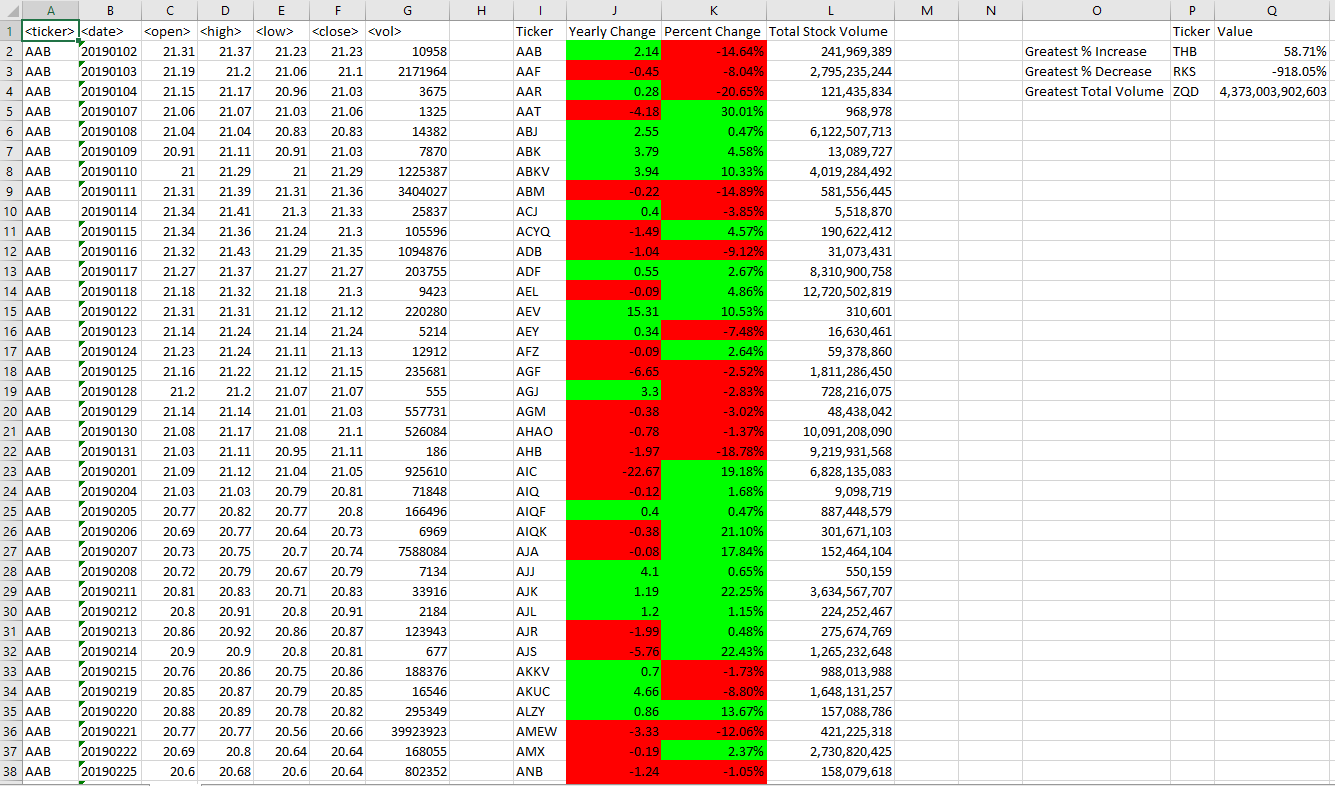 A B C D E F G H I J K L M N O P Q
1 <ticker> <date> <open> <high> <low> <close> <vol> Ticker Yearly Change Percent Change Total Stock Volume Ticker Value
2 AAB 20190102 21.31 21.37 21.23 21.23 10958 AAB 2.14 -14.64% 241,969,389 Greatest % Increase THB 58.71%
3 AAB 20190103 21.19 21.2 21.06 21.1 2171964 AAF -0.45 -8.04% 2,795,235,244 Greatest % Decrease RKS -918.05%
4 AAB 20190104 21.15 21.17 20.96 21.03 3675 AAR 0.28 -20.65% 121,435,834 Greatest Total Volume ZQD 4,373,003,902,603
5 AAB 20190107 21.06 21.07 21.03 21.06 1325 AAT -4.18 30.01% 968,978
6 AAB 20190108 21.04 21.04 20.83 20.83 14382 ABJ 2.55 0.47% 6,122,507,713
7 AAB 20190109 20.91 21.11 20.91 21.03 7870 ABK 3.79 4.58% 13,089,727
8 AAB 20190110 21 21.29 21 21.29 1225387 ABKV 3.94 10.33% 4,019,284,492
9 AAB 20190111 21.31 21.39 21.31 21.36 3404027 ABM -0.22 -14.89% 581,556,445
10 AAB 20190114 21.34 21.41 21.3 21.33 25837 ACJ 0.4 -3.85% 5,518,870
11 AAB 20190115 21.34 21.36 21.24 21.3 105596 ACYQ -1.49 4.57% 190,622,412
12 AAB 20190116 21.32 21.43 21.29 21.35 1094876 ADB -1.04 -9.12% 31,073,431
13 AAB 20190117 21.27 21.37 21.27 21.27 203755 ADF 0.55 2.67% 8,310,900,758
14 AAB 20190118 21.18 21.32 21.18 21.3 9423 AEL -0.09 4.86% 12,720,502,819
15 AAB 20190122 21.31 21.31 21.12 21.12 220280 AEV 15.31 10.53% 310,601
16 AAB 20190123 21.14 21.24 21.14 21.24 5214 AEY 0.34 -7.48% 16,630,461
17 AAB 20190124 21.23 21.24 21.11 21.13 12912 AFZ -0.09 2.64% 59,378,860
18 AAB 20190125 21.16 21.22 21.12 21.15 235681 AGF -6.65 -2.52% 1,811,286,450
19 AAB 20190128 21.2 21.2 21.07 21.07 555 AGJ 3.3 -2.83% 728,216,075
20 AAB 20190129 21.14 21.14 21.01 21.03 557731 AGM -0.38 -3.02% 48,438,042
21 AAB 20190130 21.08 21.17 21.08 21.1 526084 AHAO -0.78 -1.37% 10,091,208,090
22 AAB 20190131 21.03 21.11 20.95 21.11 186 AHB -1.97 -18.78% 9,219,931,568
23 AAB 20190201 21.09 21.12 21.04 21.05 925610 AIC -22.67 19.18% 6,828,135,083
24 AAB 20190204 21.03 21.03 20.79 20.81 71848 AIQ -0.12 1.68% 9,098,719
25 AAB 20190205 20.77 20.82 20.77 20.8 166496 AIQF 0.4 0.47% 887,448,579
26 AAB 20190206 20.69 20.77 20.64 20.73 6969 AIQK -0.38 21.10% 301,671,103
27 AAB 20190207 20.73 20.75 20.7 20.74 7588084 AJA -0.08 17.84% 152,464,104
28 AAB 20190208 20.72 20.79 20.67 20.79 7134 AJJ 4.1 0.65% 550,159
29 AAB 20190211 20.81 20.83 20.71 20.83 33916 AJK 1.19 22.25% 3,634,567,707
30 AAB 20190212 20.8 20.91 20.8 20.91 2184 AJL 1.2 1.15% 224,252,467
31 AAB 20190213 20.86 20.92 20.86 20.87 123943 AJR -1.99 0.48% 275,674,769
32 AAB 20190214 20.9 20.9 20.8 20.81 677 AJS -5.76 22.43% 1,265,232,648
33 AAB 20190215 20.76 20.86 20.75 20.86 188376 AKKV 0.7 -1.73% 988,013,988
34 AAB 20190219 20.85 20.87 20.79 20.85 16546 AKUC 4.66 -8.80% 1,648,131,257
35 AAB 20190220 20.88 20.89 20.78 20.82 295349 ALZY 0.86 13.67% 157,088,786
36 AAB 20190221 20.77 20.77 20.56 20.66 39923923 AMEW -3.33 -12.06% 421,225,318
37 AAB 20190222 20.69 20.8 20.64 20.64 168055 AMX -0.19 2.37% 2,730,820,425
38 AAB 20190225 20.6 20.68 20.6 20.64 802352 ANB -1.24 -1.05% 158,079,618